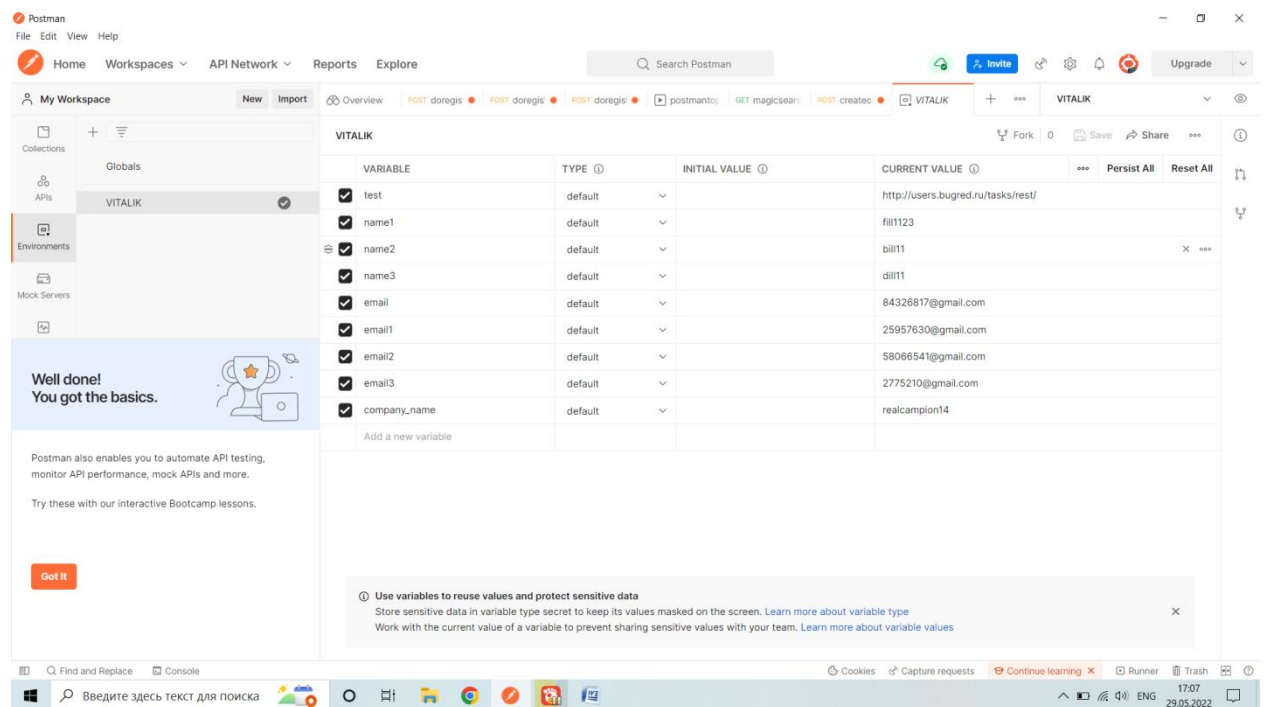 Postman
File Edit View Help
Home Workspaces API Network Reports Explore Search Postman Invite Upgrade
My Workspace New Import Overview POST doregis POST doregis POST doregis postmantoç GET magicsearc POST createc VITALIK VITALIK
Collections
Globals
APIs
VITALIK
Environments
Mock Servers
VITALIK Fork 0 Save Share
VARIABLE TYPE INITIAL VALUE CURRENT VALUE Persist All Reset All
test default http://users.bugred.ru/tasks/rest/
name1 default fill1123
name2 default bill11
name3 default dill11
email default 84326817@gmail.com
email1 default 25957630@gmail.com
email2 default 58066541@gmail.com
email3 default 2775210@gmail.com
company_name default realcampion14
Add a new variable
Well done!
You got the basics.
Postman also enables you to automate API testing,
monitor API performance, mock APIs and more.
Try these with our interactive Bootcamp lessons.
Got It
Use variables to reuse values and protect sensitive data
Store sensitive data in variable type secret to keep its values masked on the screen. Learn more about variable type
Work with the current value of a variable to prevent sharing sensitive values with your team. Learn more about variable values
Find and Replace Console Cookies Capture requests Continue learning Runner Trash
Введите здесь текст для поиска ENG 17:07
29.05.2022